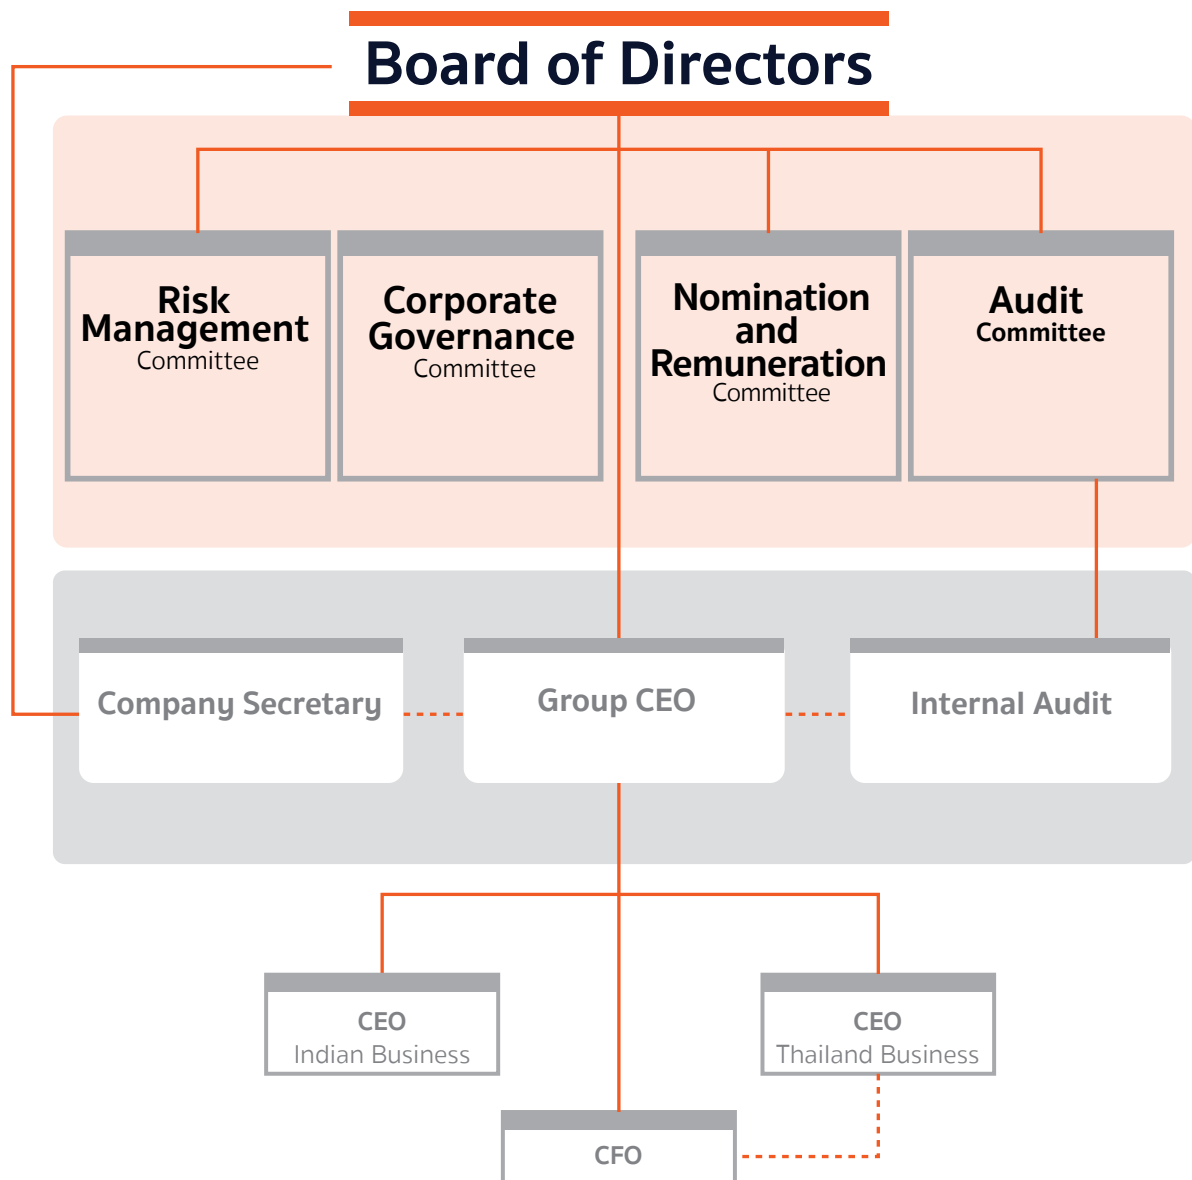 Board of Directors
Risk
Management
Committee
Corporate
Governance
Committee
Nomination
and
Remuneration
Committee
Audit
Committee
Company Secretary
Group CEO
Internal Audit
CEO
Indian Business
CEO
Thailand Business
CFO